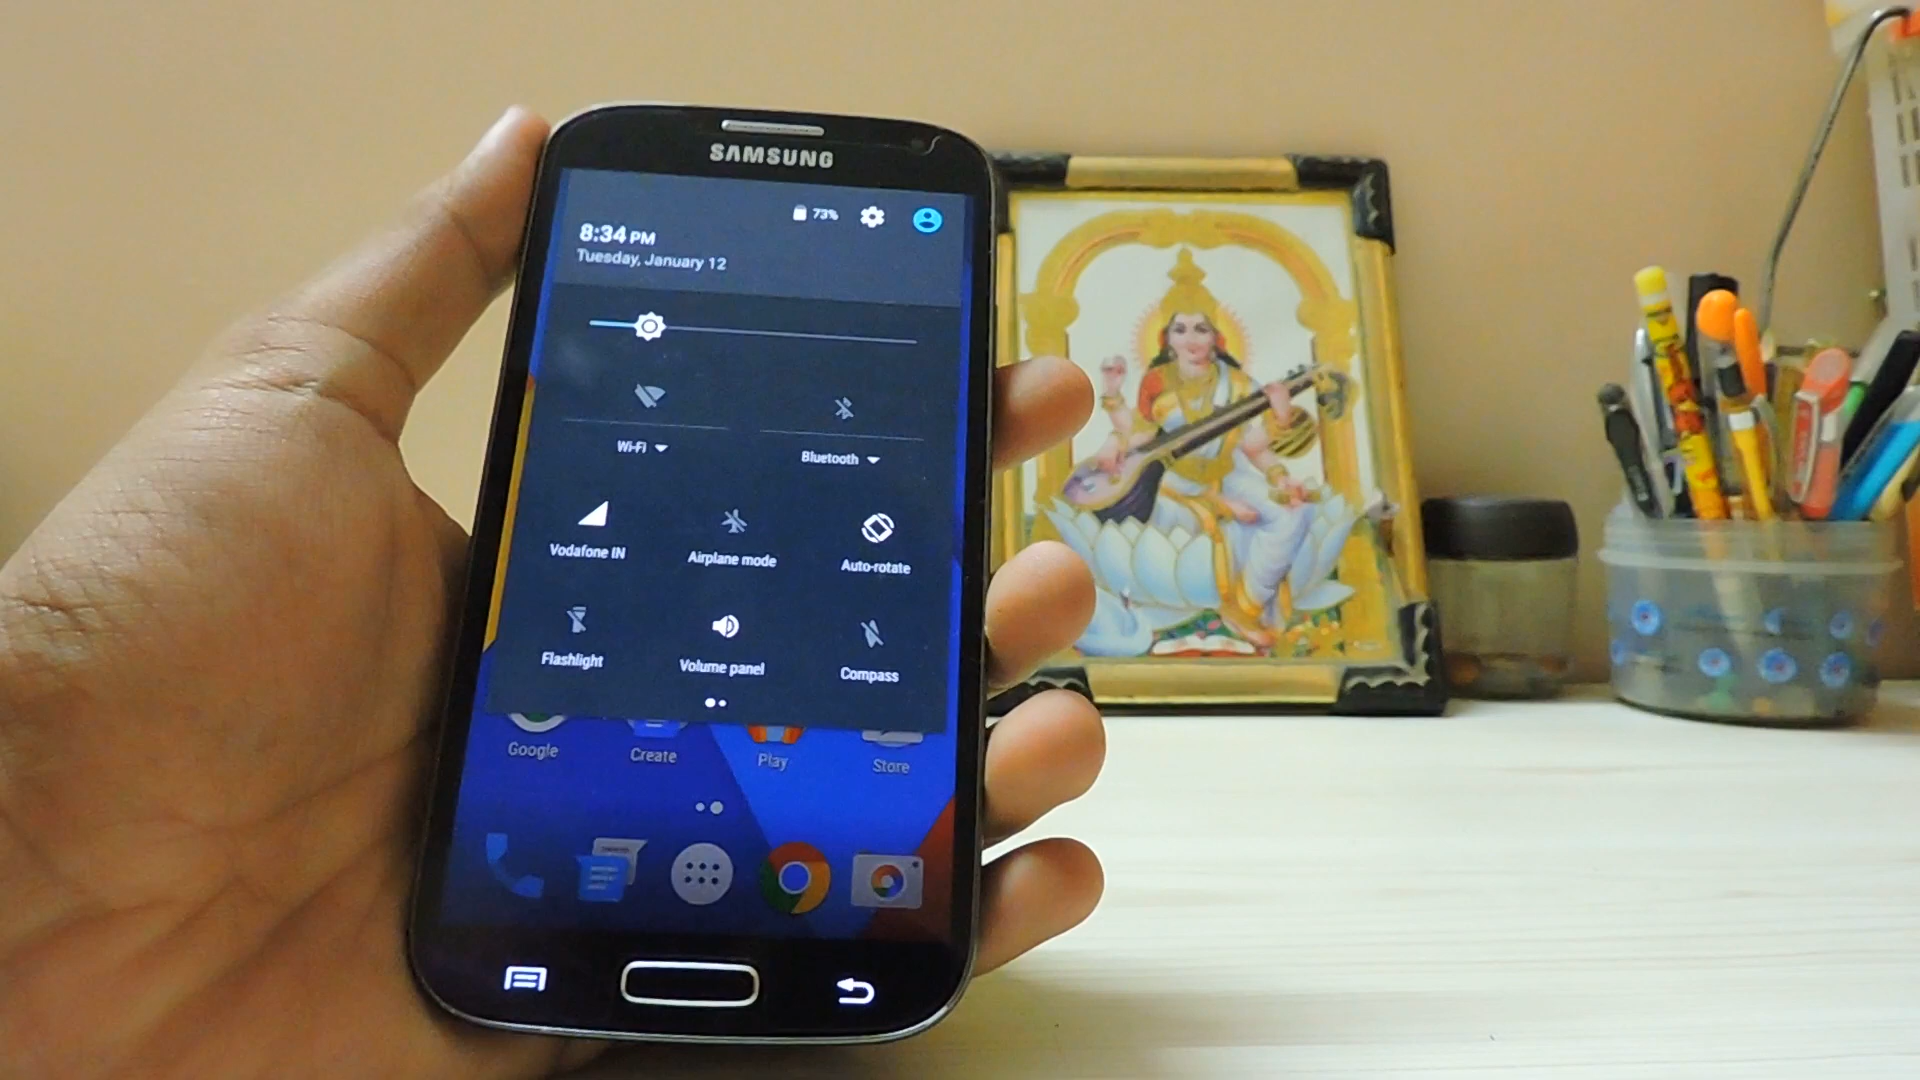 SAMSUNG
73%
8:34 PM
Tuesday, January 12
Wi-Fi
Bluetooth
Vodafone IN
Airplane mode
Auto-rotate
Flashlight
Volume panel
Compass
Google
Create
Play
Store